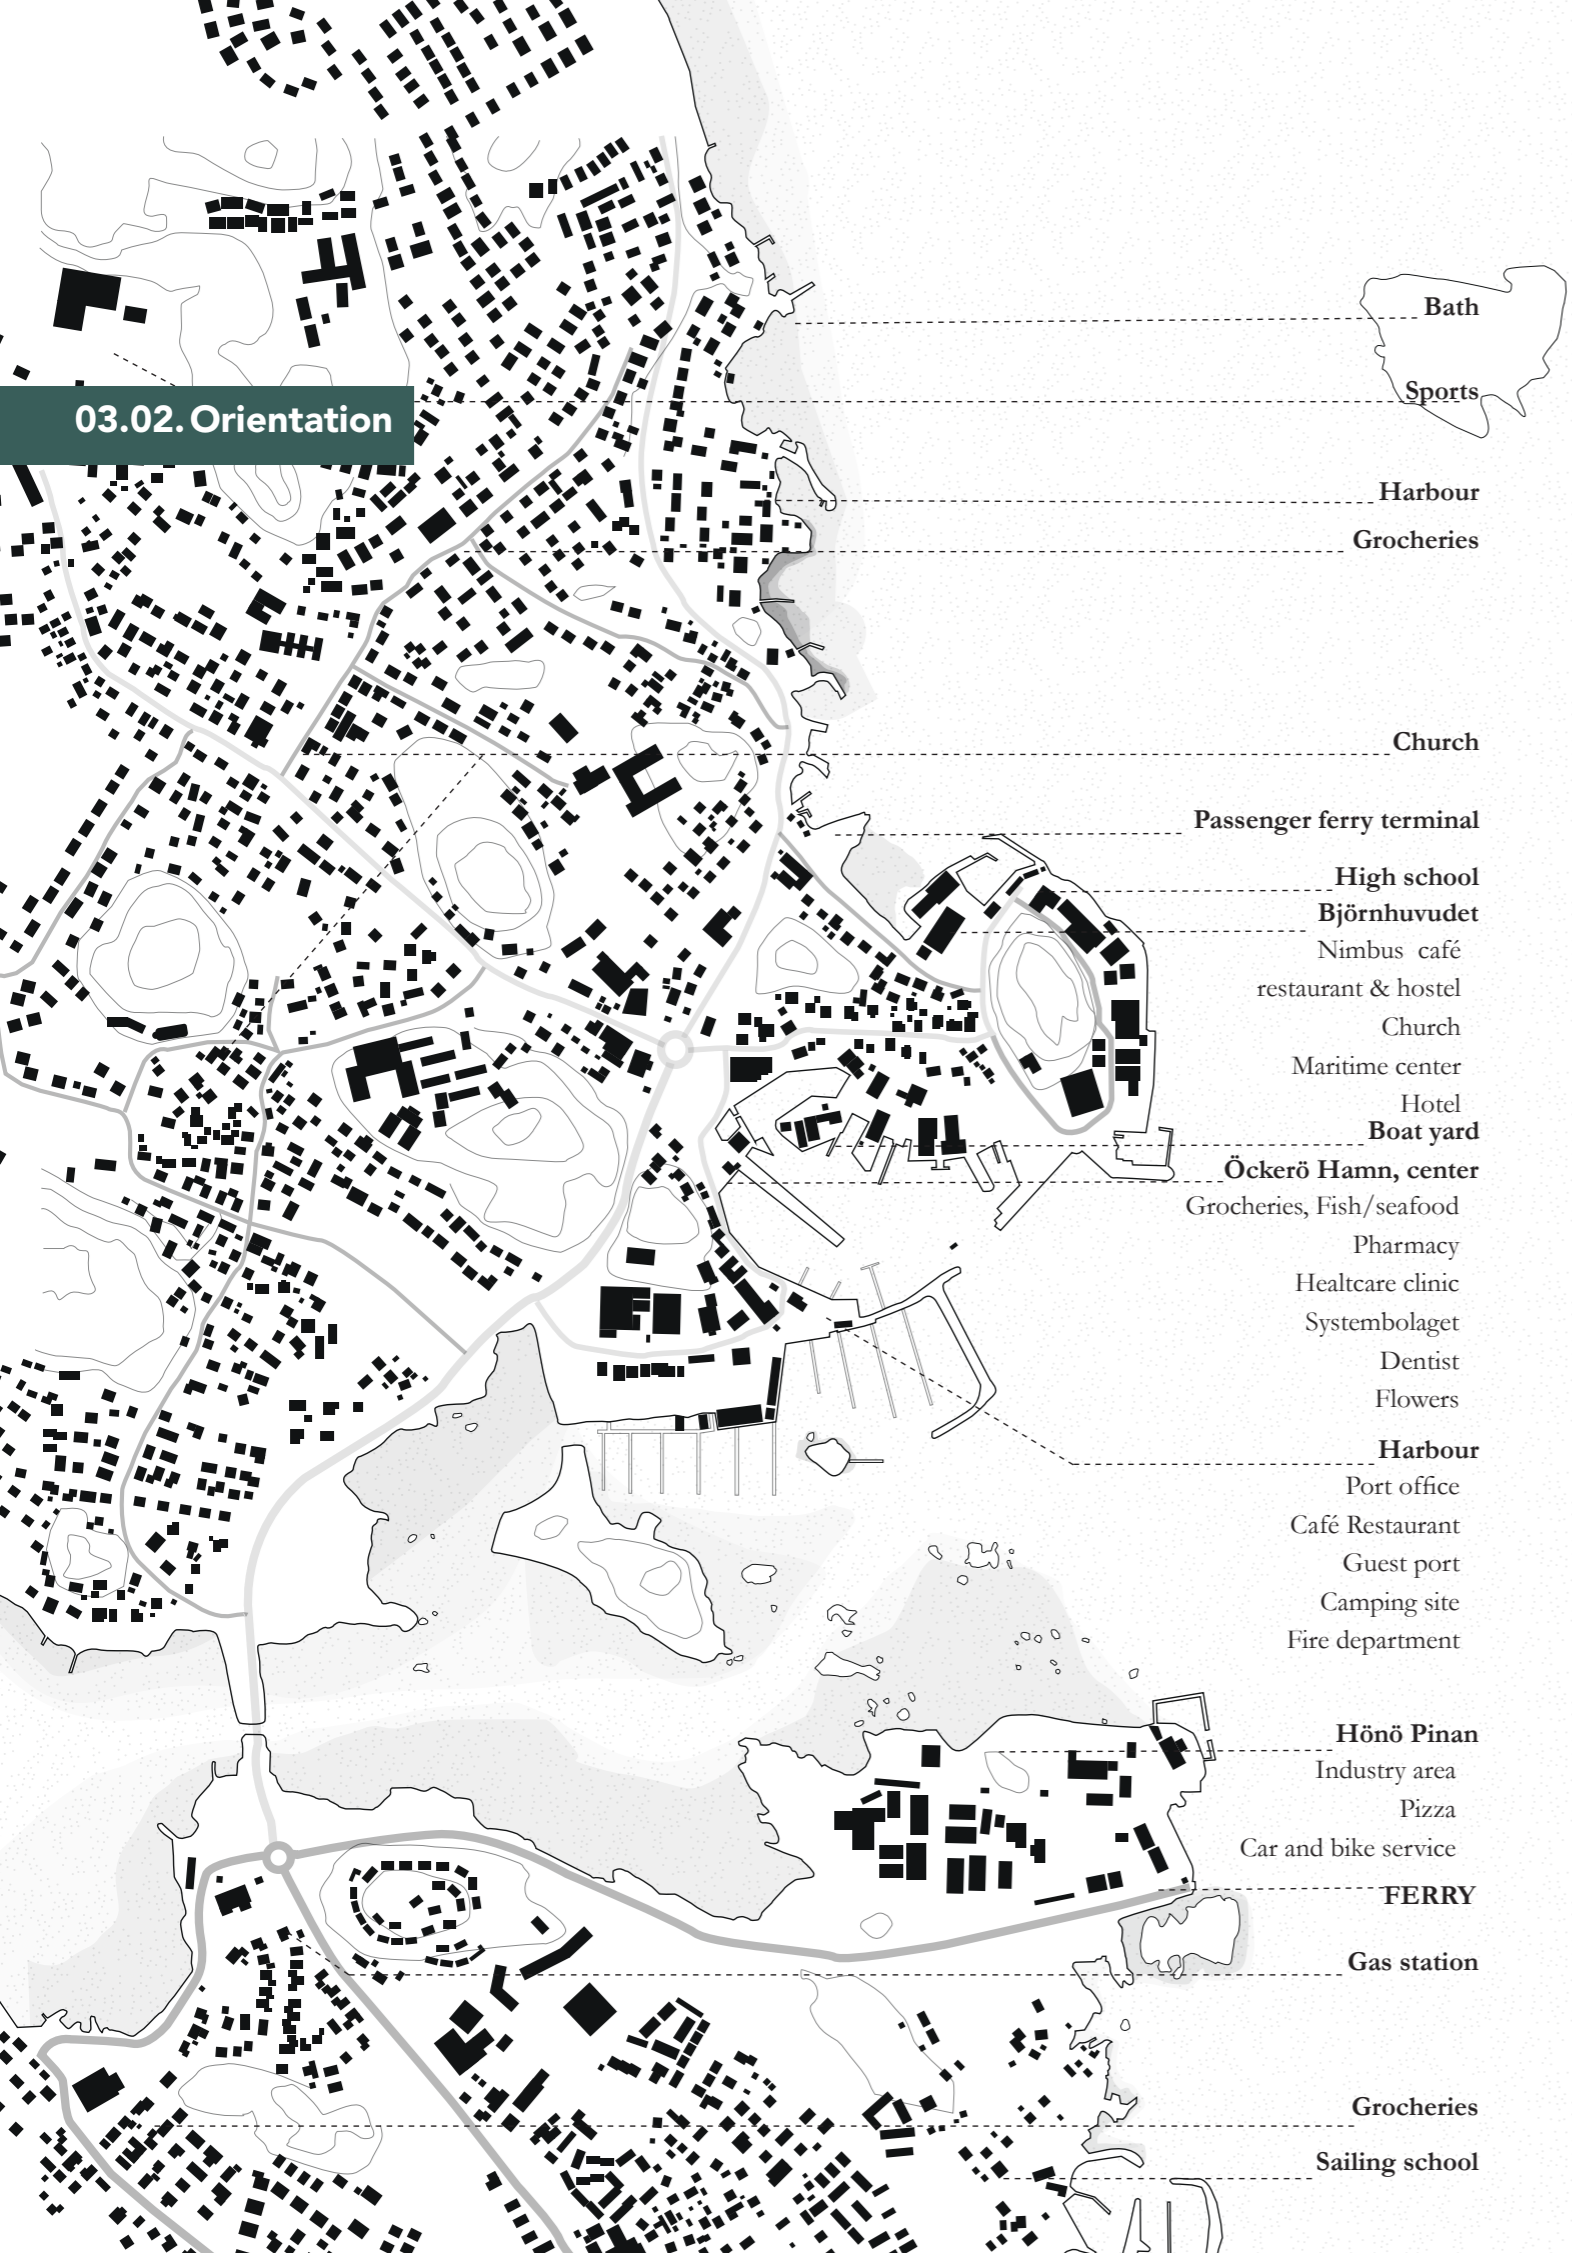 03.02. Orientation
Bath
Sports
Harbour
Grocheries
Church
Passenger ferry terminal
High school
Björnhuvudet
Nimbus café
restaurant & hostel
Church
Maritime center
Hotel
Boat yard
Öckerö Hamn, center
Grocheries, Fish/seafood
Pharmacy
Healtcare clinic
Systembolaget
Dentist
Flowers
Harbour
Port office
Café Restaurant
Guest port
Camping site
Fire department
Hönö Pinan
Industry area
Pizza
Car and bike service
FERRY
Gas station
Grocheries
Sailing school